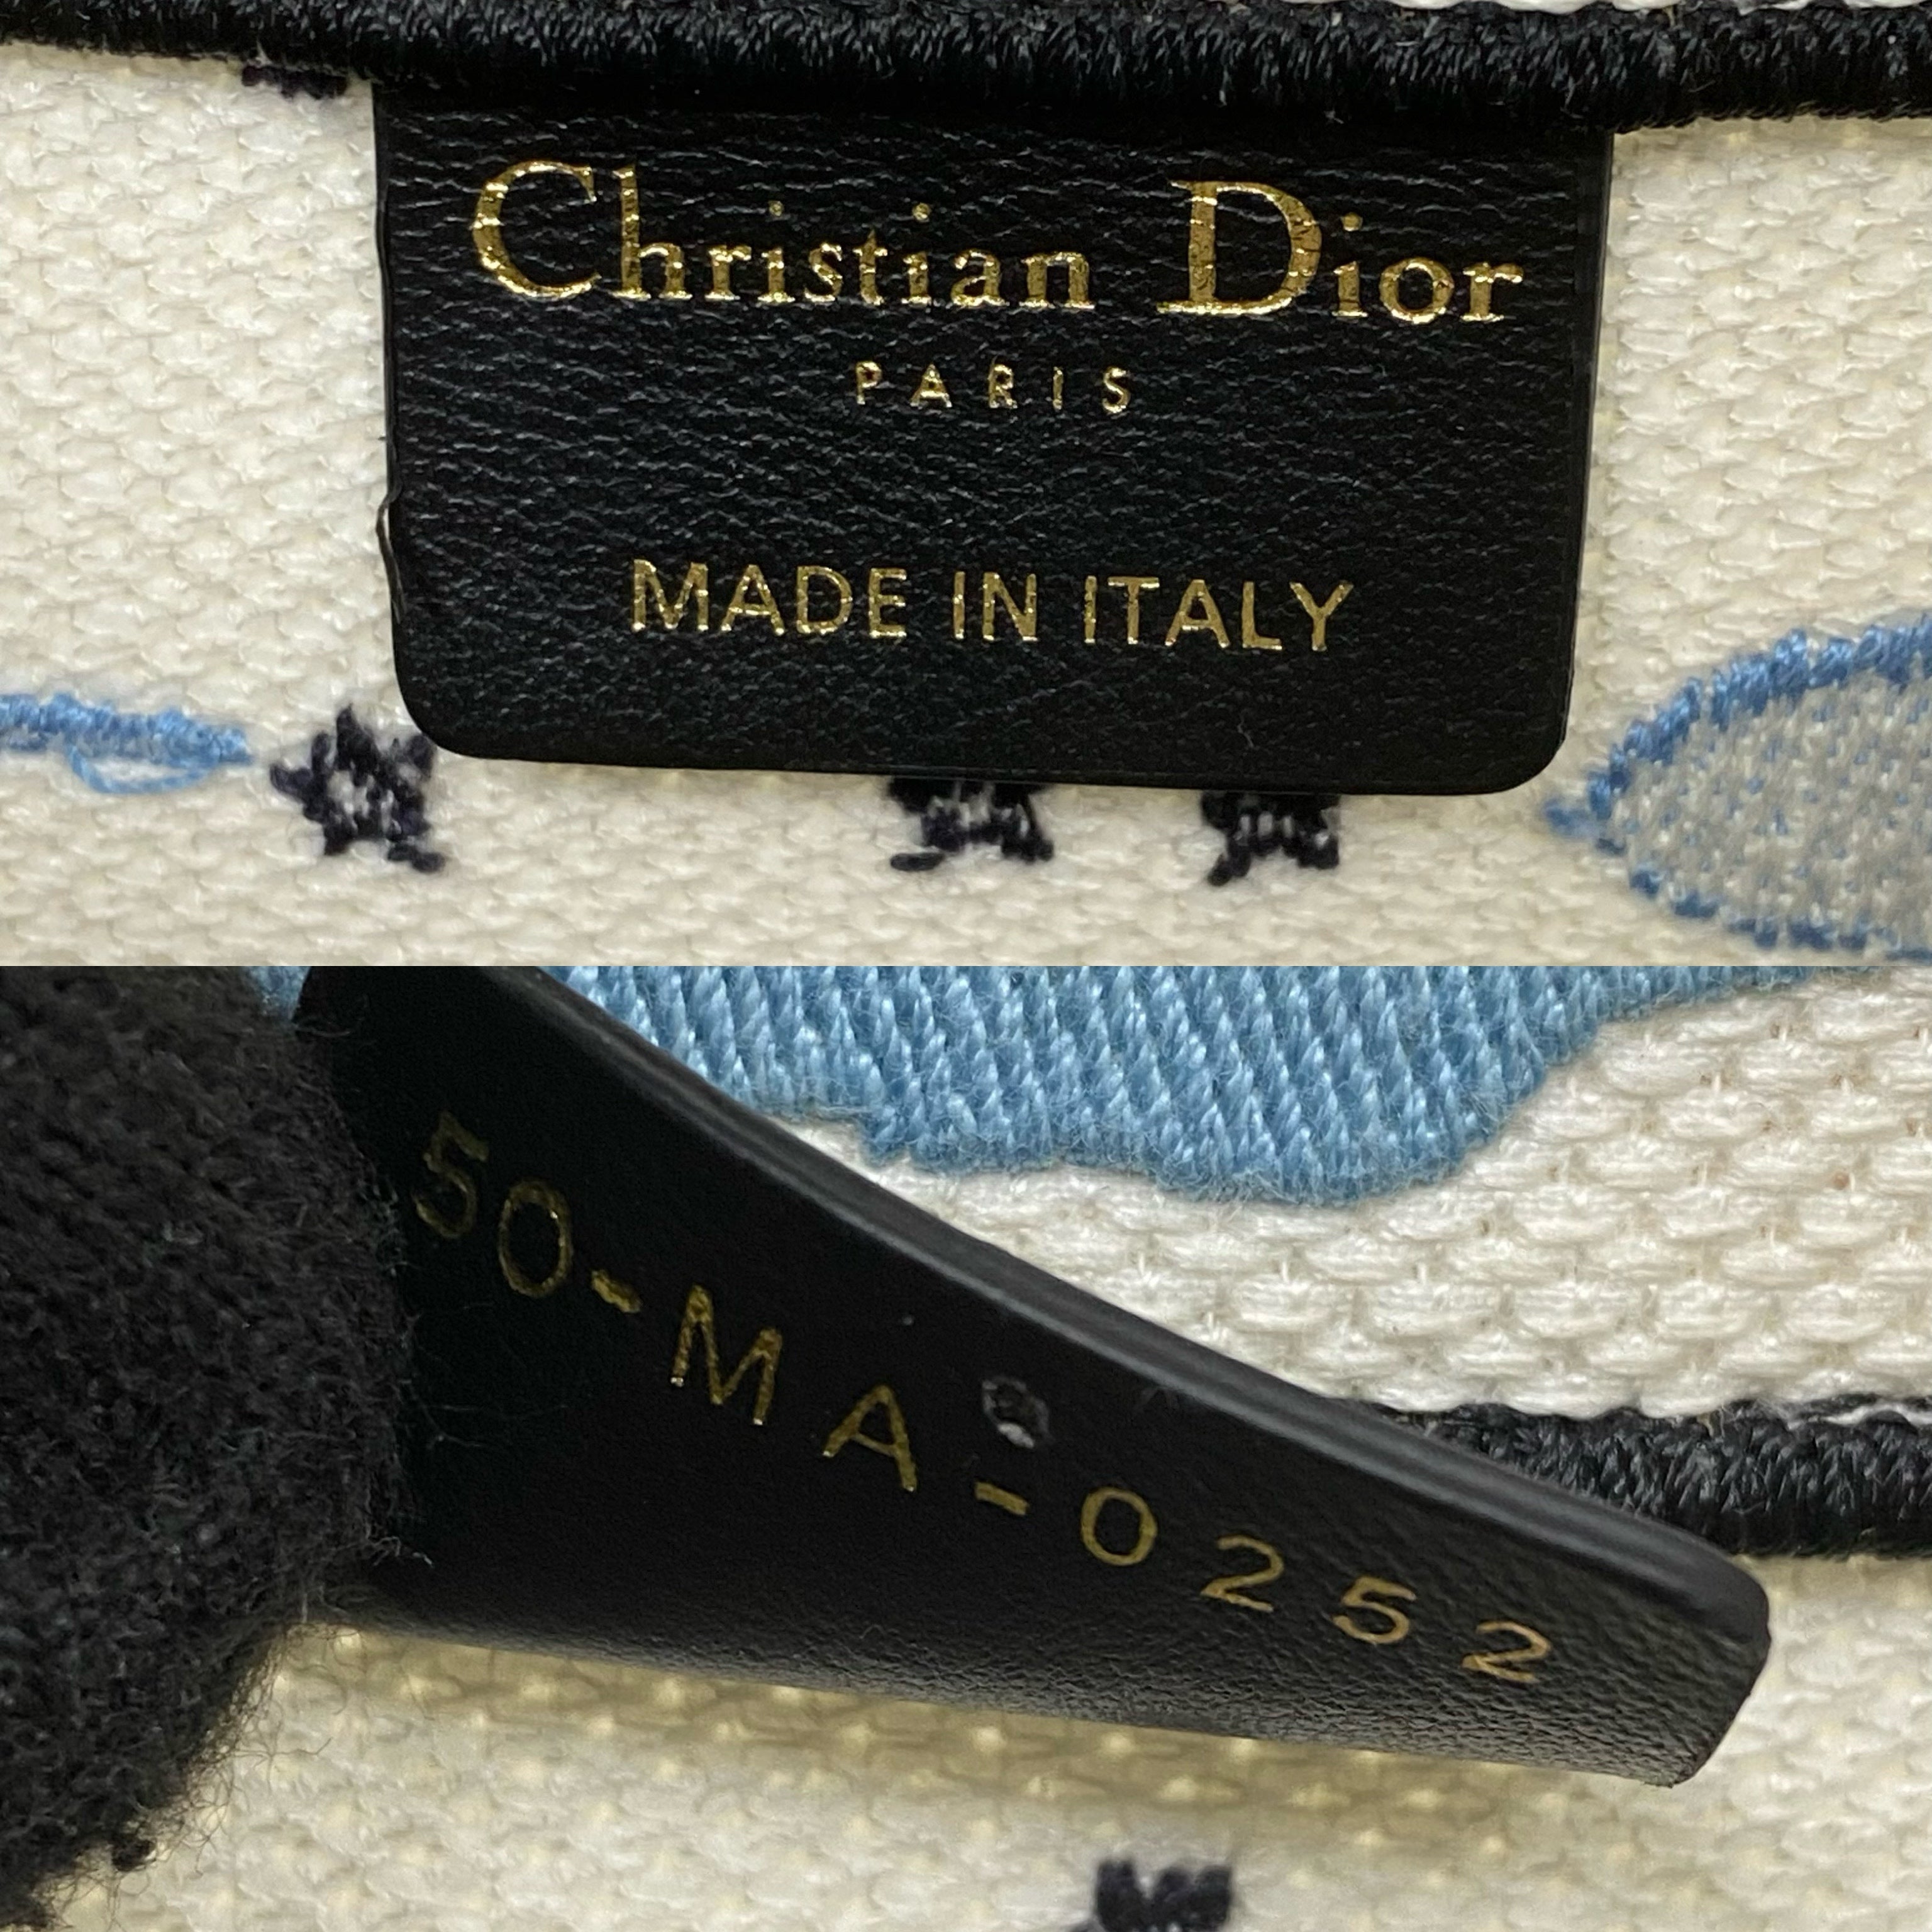 Christian Dior
PARIS
MADE IN ITALY
50-MA-0252